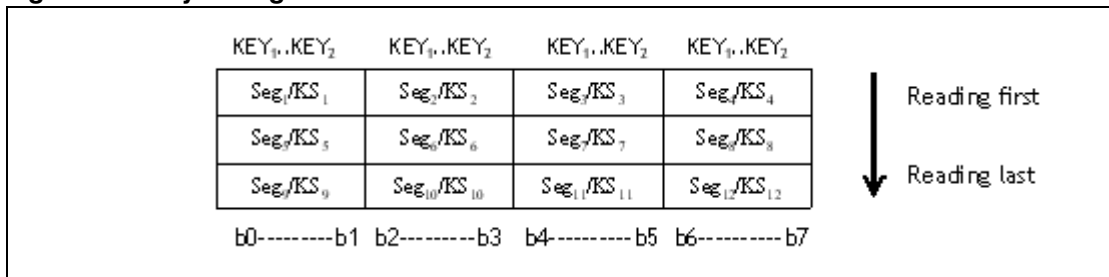 KEY₁..KEY₂ KEY₁..KEY₂ KEY₁..KEY₂ KEY₁..KEY₂
Seg₁/KS₁ Seg₂/KS₂ Seg₃/KS₃ Seg₄/KS₄ Reading first
Seg₅/KS₅ Seg₆/KS₆ Seg₇/KS₇ Seg₈/KS₈
Seg₉/KS₉ Seg₁₀/KS₁₀ Seg₁₁/KS₁₁ Seg₁₂/KS₁₂ Reading last
b0---------b1 b2---------b3 b4----------b5 b6----------b7